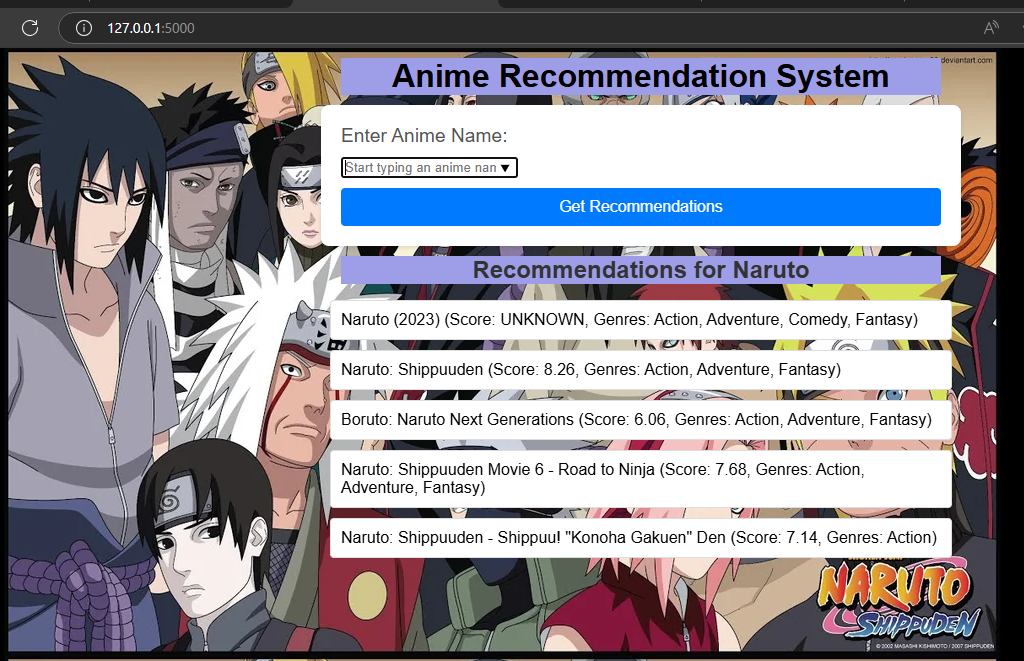 127.0.0.1:5000
deviantart.com
Anime Recommendation System
Enter Anime Name:
Start typing an anime nan
Get Recommendations
Recommendations for Naruto
Naruto (2023) (Score: UNKNOWN, Genres: Action, Adventure, Comedy, Fantasy)
Naruto: Shippuuden (Score: 8.26, Genres: Action, Adventure, Fantasy)
Boruto: Naruto Next Generations (Score: 6.06, Genres: Action, Adventure, Fantasy)
Naruto: Shippuuden Movie 6 - Road to Ninja (Score: 7.68, Genres: Action,
Adventure, Fantasy)
Naruto: Shippuuden - Shippuu! "Konoha Gakuen" Den (Score: 7.14, Genres: Action)
NARUTO
SHIPPUDEN
© 2002 MASASHI KISHIMOTO / 2007 SHIPPUDEN